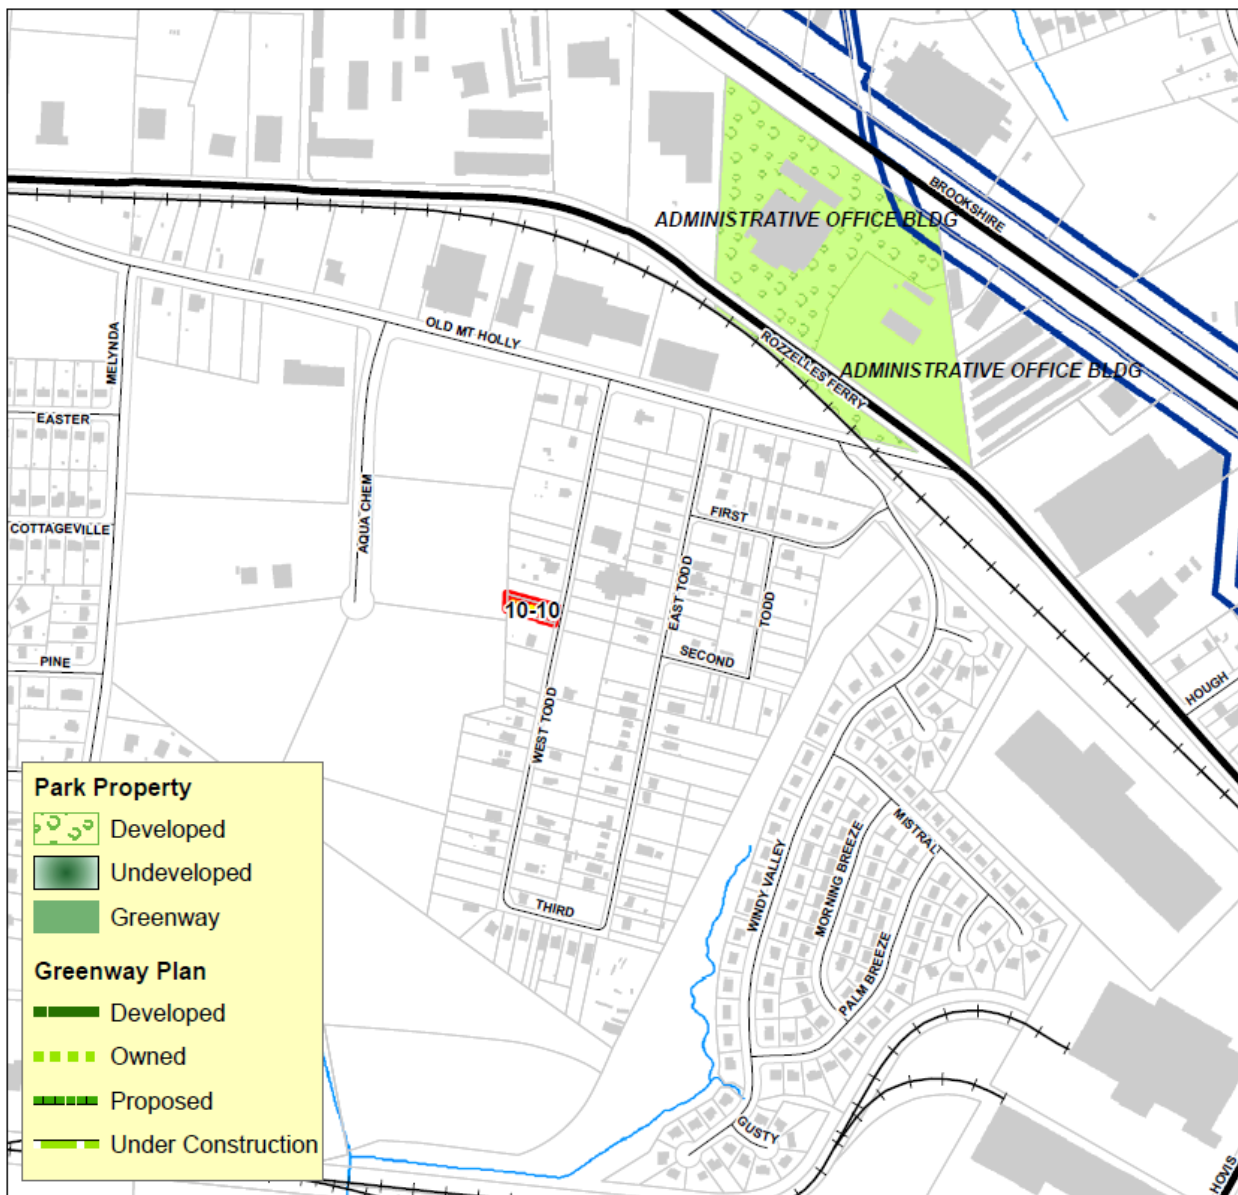 BROOKSHIRE
ADMINISTRATIVE OFFICE BLDG
OLD MT HOLLY
MELYNDA
ROZZELLES FERRY
ADMINISTRATIVE OFFICE BLDG
EASTER
AQUA CHEM
FIRST
COTTAGEVILLE
EAST TODD
TODD
10-10
PINE
SECOND
HOUGH
WEST TODD
MISTRAL
MORNING BREEZE
WINDY VALLEY
THIRD
PALM BREEZE
GUSTY
HOVIS
Park Property
Developed
Undeveloped
Greenway
Greenway Plan
Developed
Owned
Proposed
Under Construction